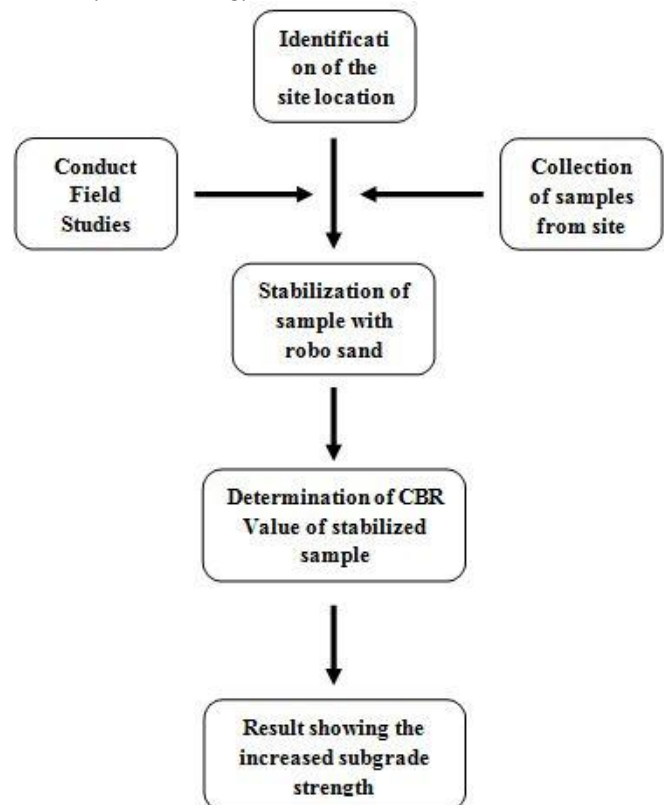 Identificati
on of the
site location
Conduct
Field
Studies
Collection
of samples
from site
Stabilization of
sample with
robo sand
Determination of CBR
Value of stabilized
sample
Result showing the
increased subgrade
strength